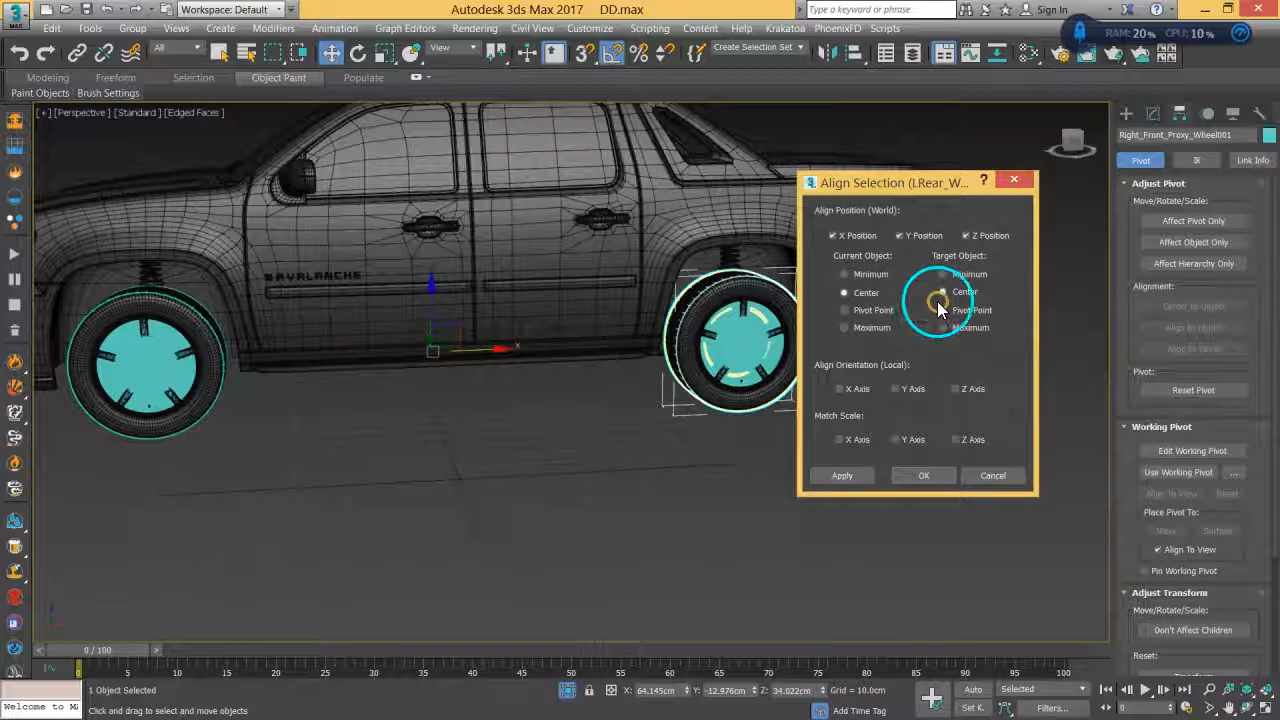 Workspace: Default
Autodesk 3ds Max 2017 DD.max
Type a keyword or phrase
Sign In
MAX
Edit Tools Group Views Create Modifiers Animation Graph Editors Rendering Civil View Customize Scripting Content Help Krakatoa PhoenixFD Scripts
RAM: 20% CPU: 10%
All
View
Create Selection Set
Modeling Freeform Selection Object Paint Populate
Paint Objects Brush Settings
[+] [Perspective] [Standard] [Edged Faces]
Right_Front_Proxy_Wheel001
Pivot IK Link Info
Adjust Pivot
Move/Rotate/Scale:
Affect Pivot Only
Affect Object Only
Affect Hierarchy Only
Alignment:
Center to Object
Align to
Align to
Pivot:
Reset Pivot
Working Pivot
Edit Working Pivot
Use Working Pivot ...
Align To View Reset
Place Pivot To:
View Surface
Align To View
Pin Working Pivot
Adjust Transform
Move/Rotate/Scale:
Don't Affect Children
Reset:
Transform
Align Selection (LRear_W...
Align Position (World):
X Position Y Position Z Position
Current Object: Target Object:
Minimum Minimum
Center Center
Pivot Point Pivot Point
Maximum Maximum
Align Orientation (Local):
X Axis Y Axis Z Axis
Match Scale:
X Axis Y Axis Z Axis
Apply OK Cancel
AVALANCHE
x
0 / 100
0 5 10 15 20 25 30 35 40 45 50 55 60 65 70 75 80 85 90 95 100
1 Object Selected
X: 64.145cm Y: -12.976cm Z: 34.022cm Grid = 10.0cm
Auto Selected
Welcome to M
Click and drag to select and move objects
Add Time Tag
Set K. Filters...
0